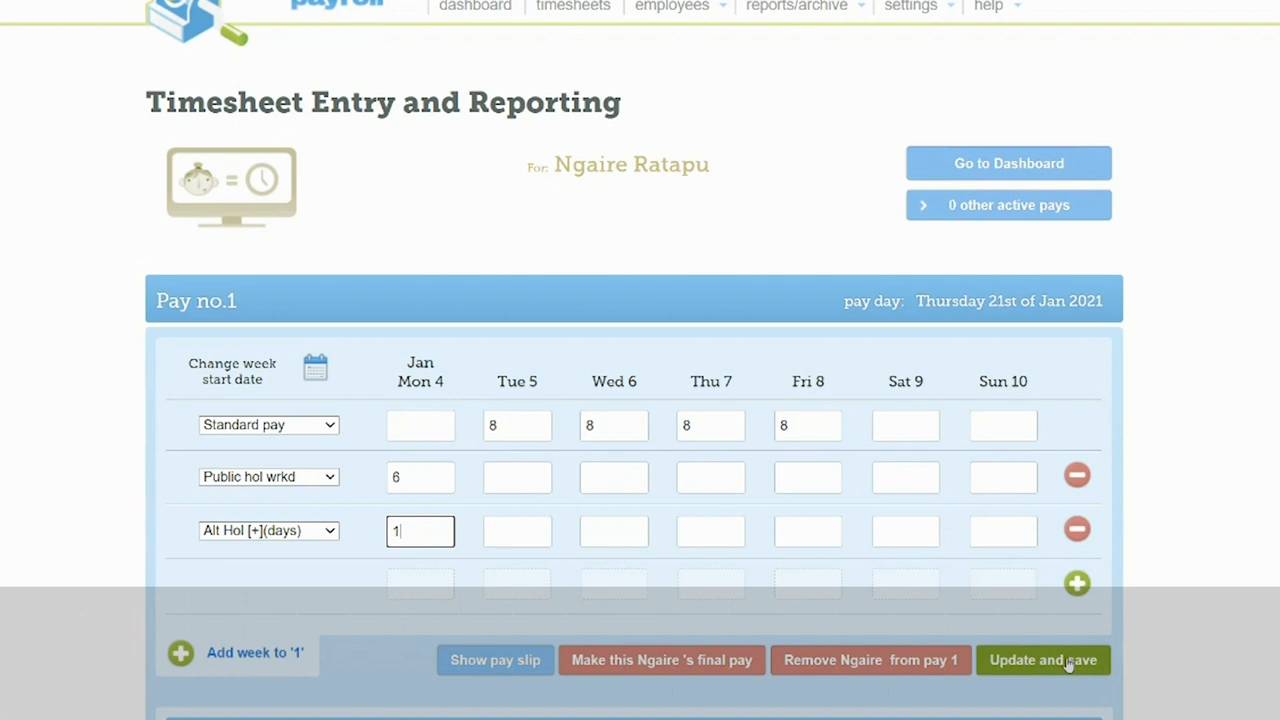 payroll
dashboard timesheets employees reports/archive settings help
Timesheet Entry and Reporting
For: Ngaire Ratapu
Go to Dashboard
0 other active pays
Pay no.1 pay day: Thursday 21st of Jan 2021
Change week start date
Jan
Mon 4 Tue 5 Wed 6 Thu 7 Fri 8 Sat 9 Sun 10
Standard pay 8 8 8 8
Public hol wrkd 6
Alt Hol [+](days) 1
Add week to '1' Show pay slip Make this Ngaire 's final pay Remove Ngaire from pay 1 Update and save